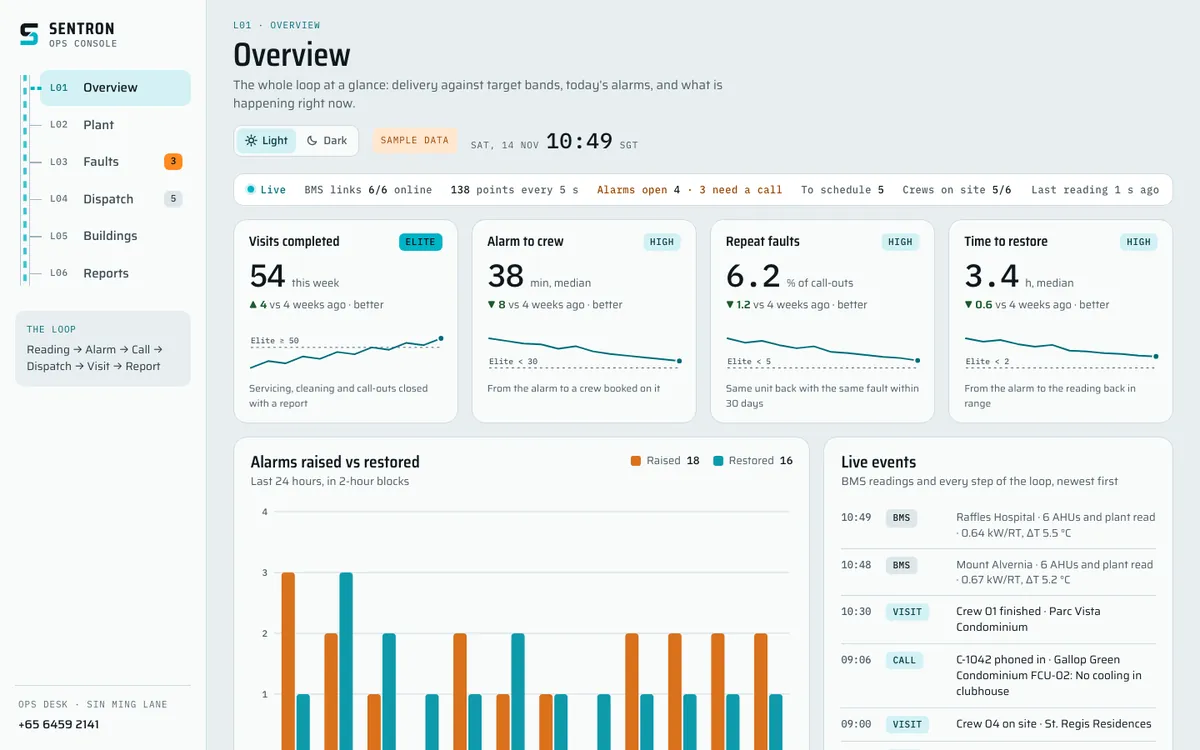 SENTRON
OPS CONSOLE
L01 Overview
L02 Plant
L03 Faults 3
L04 Dispatch 5
L05 Buildings
L06 Reports
THE LOOP
Reading → Alarm → Call →
Dispatch → Visit → Report
OPS DESK · SIN MING LANE
+65 6459 2141
L01 · OVERVIEW
Overview
The whole loop at a glance: delivery against target bands, today's alarms, and what is
happening right now.
Light Dark SAMPLE DATA SAT, 14 NOV 10:49 SGT
Live BMS links 6/6 online 138 points every 5 s Alarms open 4 · 3 need a call To schedule 5 Crews on site 5/6 Last reading 1 s ago
Visits completed ELITE
54 this week
▲ 4 vs 4 weeks ago · better
Elite ≥ 50
Servicing, cleaning and call-outs closed
with a report
Alarm to crew HIGH
38 min, median
▼ 8 vs 4 weeks ago · better
Elite < 30
From the alarm to a crew booked on it
Repeat faults HIGH
6.2 % of call-outs
▼ 1.2 vs 4 weeks ago · better
Elite < 5
Same unit back with the same fault within
30 days
Time to restore HIGH
3.4 h, median
▼ 0.6 vs 4 weeks ago · better
Elite < 2
From the alarm to the reading back in
range
Alarms raised vs restored
Last 24 hours, in 2-hour blocks
Raised 18 Restored 16
4
3
2
1
Live events
BMS readings and every step of the loop, newest first
10:49 BMS Raffles Hospital · 6 AHUs and plant read
· 0.64 kW/RT, ΔT 5.5 °C
10:48 BMS Mount Alvernia · 6 AHUs and plant read
· 0.67 kW/RT, ΔT 5.2 °C
10:30 VISIT Crew 01 finished · Parc Vista
Condominium
09:06 CALL C-1042 phoned in · Gallop Green
Condominium FCU-02: No cooling in
clubhouse
09:00 VISIT Crew 04 on site · St. Regis Residences